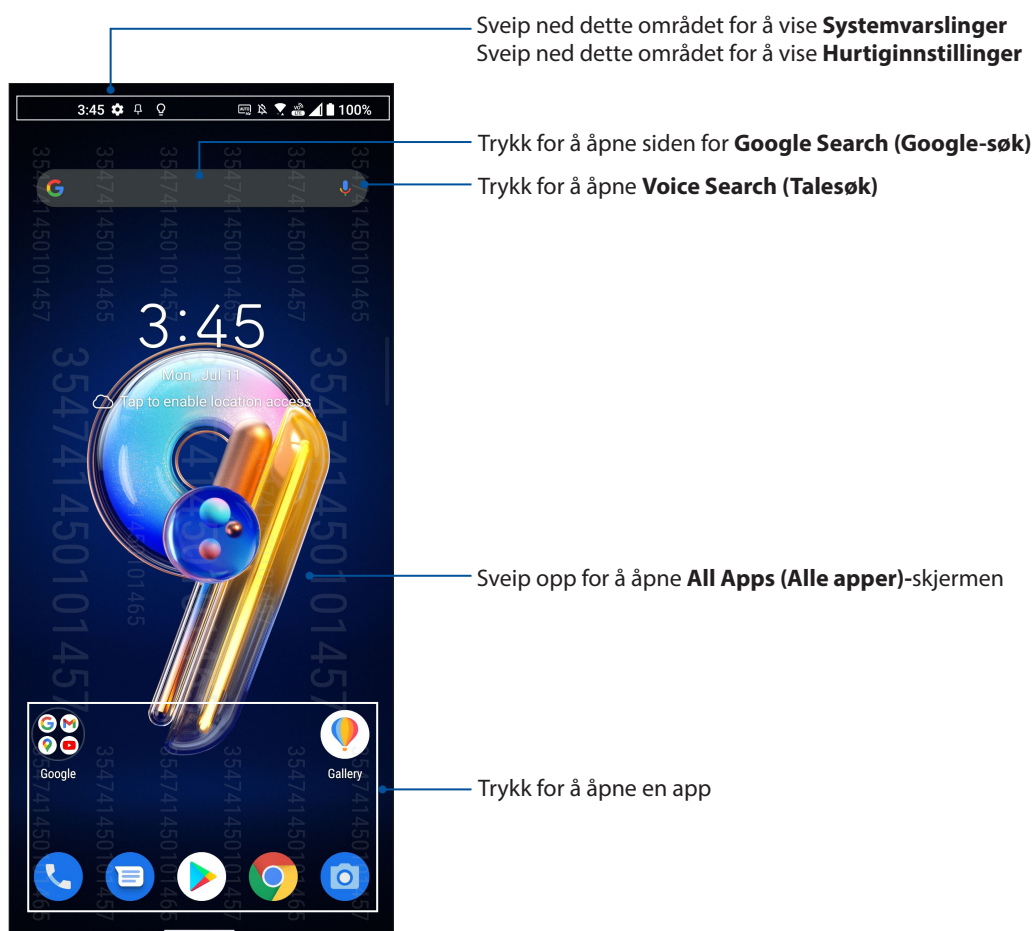 Sveip ned dette området for å vise Systemvarslinger
Sveip ned dette området for å vise Hurtiginnstillinger
3:45 100%
Trykk for å åpne siden for Google Search (Google-søk)
Trykk for å åpne Voice Search (Talesøk)
3:45
Mon, Jul 11
Tap to enable location access
Sveip opp for å åpne All Apps (Alle apper)-skjermen
Google
Gallery
Trykk for å åpne en app
354741450101457
354741450101465